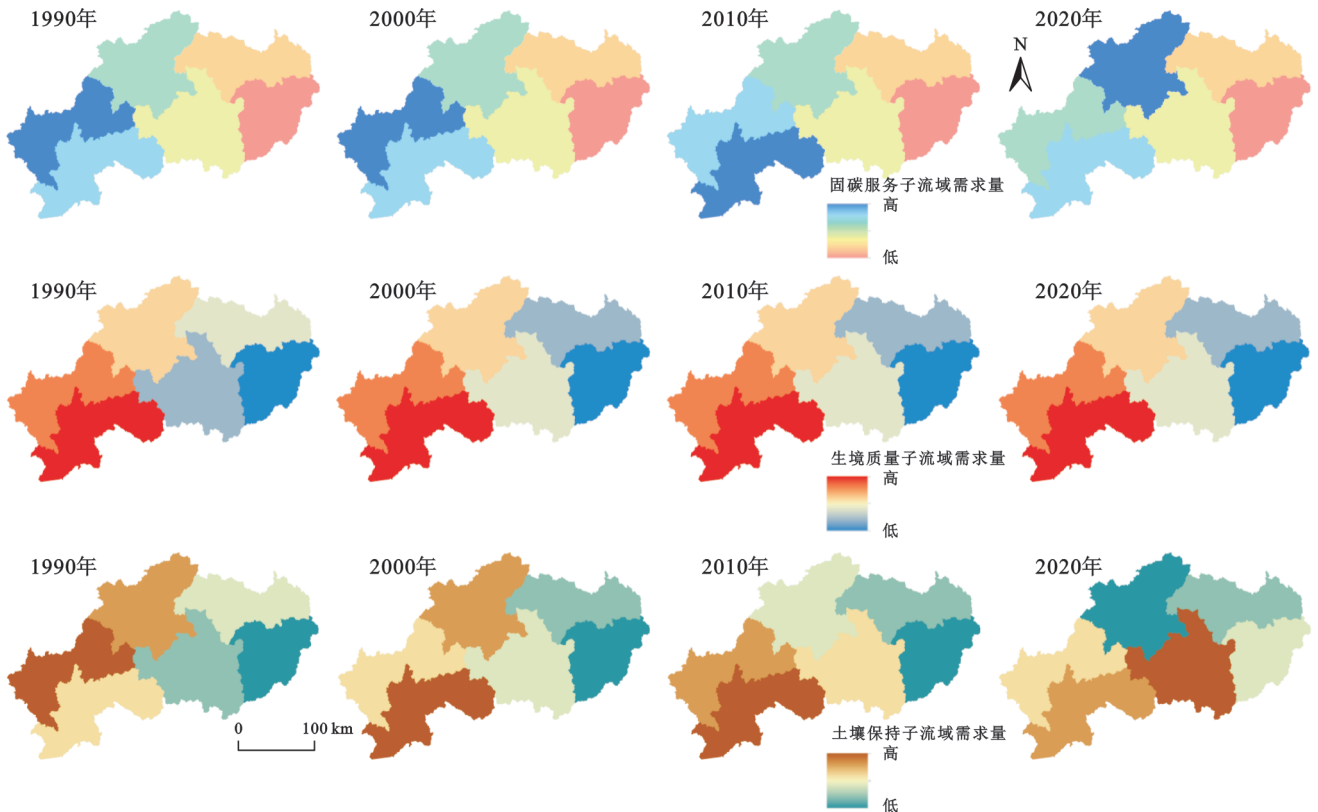 1990年
2000年
2010年
2020年
N
固碳服务子流域需求量
高
低
1990年
2000年
2010年
2020年
生境质量子流域需求量
高
低
1990年
2000年
2010年
2020年
0 100 km
土壤保持子流域需求量
高
低